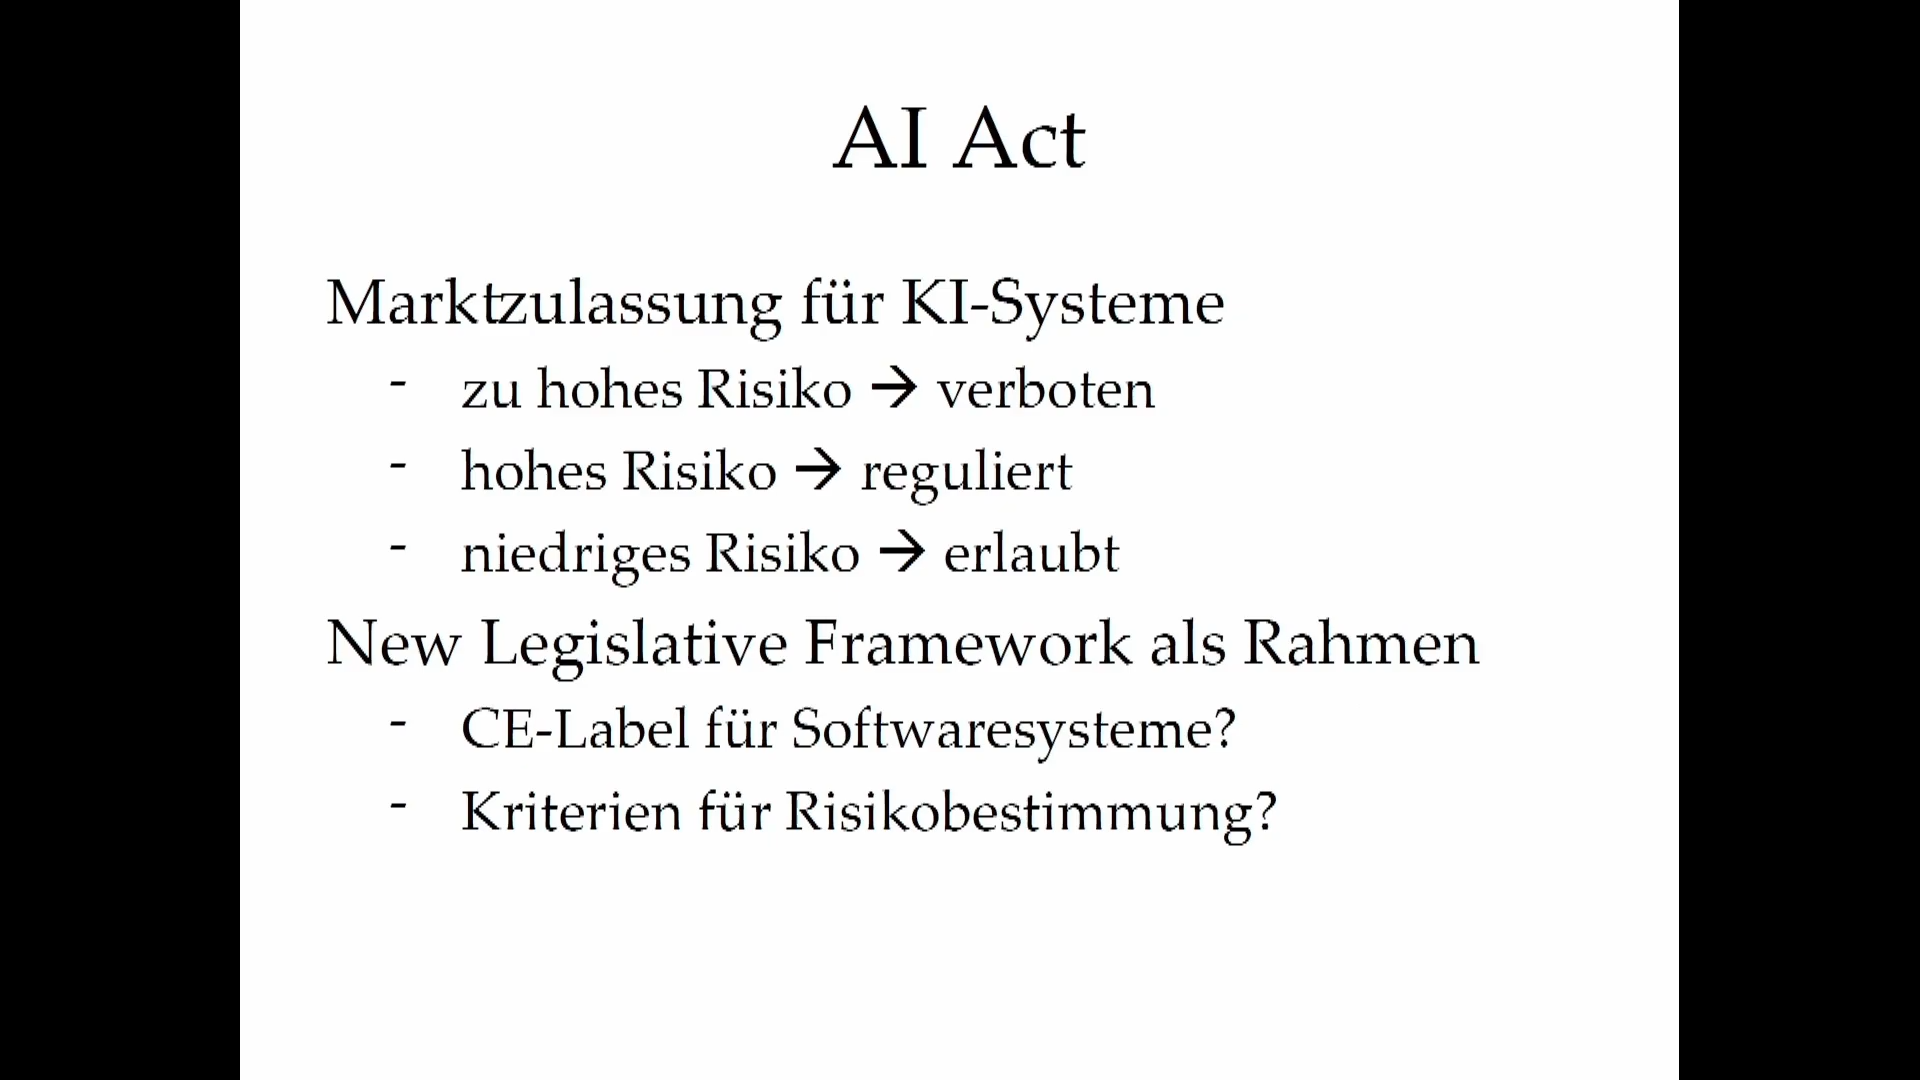 AI Act
Marktzulassung für KI-Systeme
- zu hohes Risiko → verboten
- hohes Risiko → reguliert
- niedriges Risiko → erlaubt
New Legislative Framework als Rahmen
- CE-Label für Softwaresysteme?
- Kriterien für Risikobestimmung?